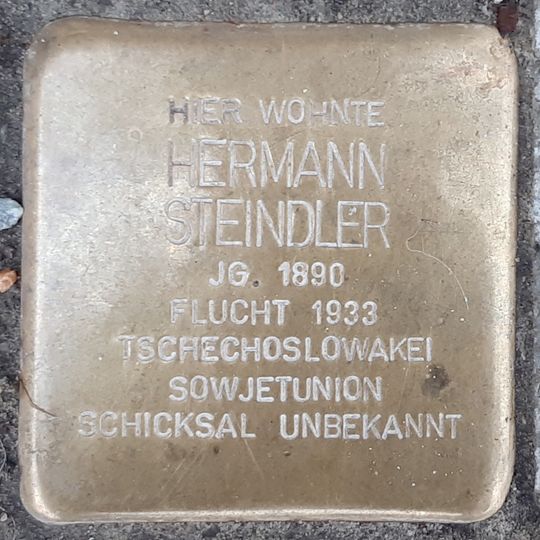 HIER WOHNTE
HERMANN
STEINDLER
JG. 1890
FLUCHT 1933
TSCHECHOSLOWAKEI
SOWJETUNION
SCHICKSAL UNBEKANNT